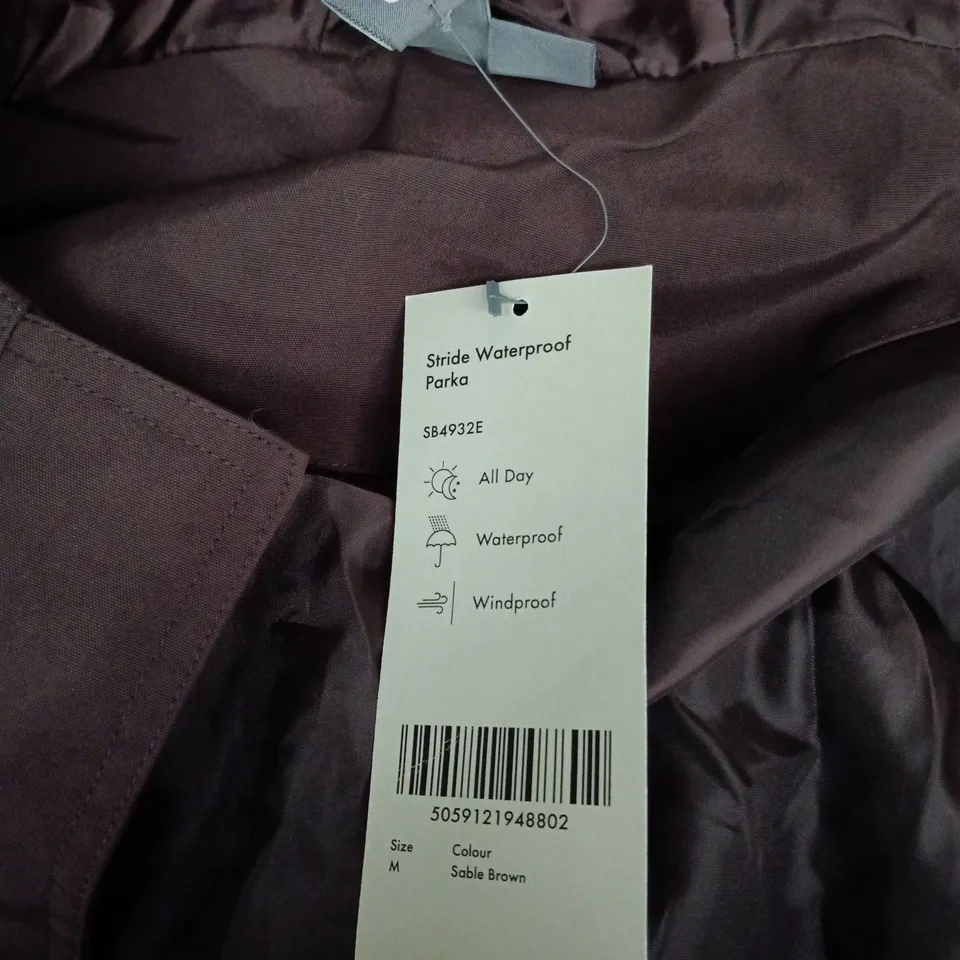 Stride Waterproof
Parka
SB4932E
All Day
Waterproof
Windproof
5059121948802
Size Colour
M Sable Brown